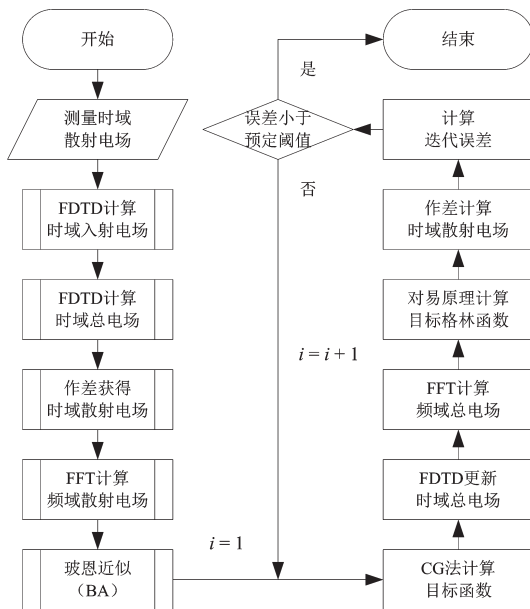 开始
测量时域
散射电场
FDTD计算
时域入射电场
FDTD计算
时域总电场
作差获得
时域散射电场
FFT计算
频域散射电场
玻恩近似
（BA）
i = 1
CG法计算
目标函数
FDTD更新
时域总电场
FFT计算
频域总电场
对易原理计算
目标格林函数
作差计算
时域散射电场
计算
迭代误差
误差小于
预定阈值
是
否
i = i + 1
结束